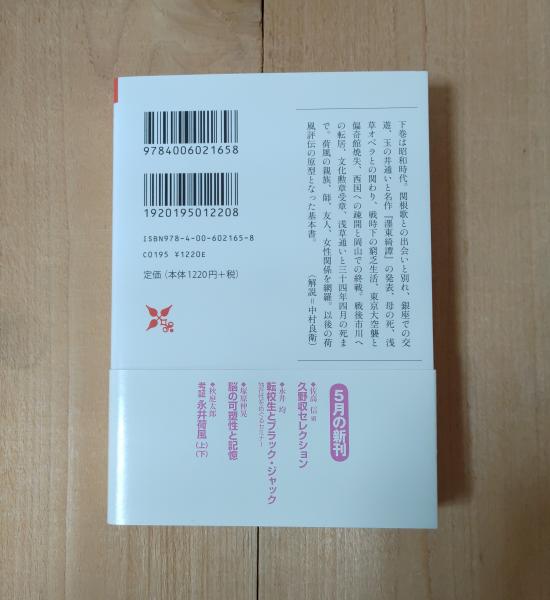 下巻は昭和時代。関根歌との出会いと別れ、銀座での交
遊、玉の井通いと名作『濹東綺譚』の発表、母の死、浅
草オペラとの関わり、戦時下の窮乏生活、東京大空襲と
偏奇館焼失、西国への疎開と岡山での終戦。戦後市川へ
の転居、文化勲章受章、浅草通いと三十四年四月の死ま
で。荷風の親族、師、友人、女性関係を網羅。以後の荷
風評伝の原型となった基本書。
（解説＝中村良衛）
9784006021658
1920195012208
ISBN978-4-00-602165-8
C0195 ¥1220E
定価（本体1220円＋税）
5月の新刊
●佐高 信 編
久野収セレクション
●永井 均
転校生とブラック・ジャック
独在性をめぐるセミナー
●塚原仲晃
脳の可塑性と記憶
●秋庭太郎
考証 永井荷風(上)(下)